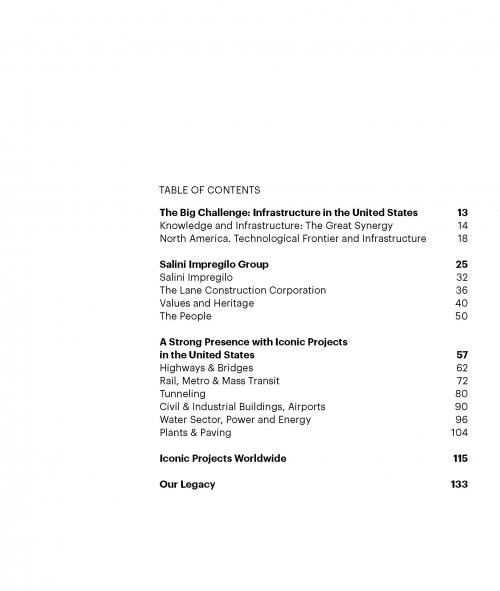 TABLE OF CONTENTS
The Big Challenge: Infrastructure in the United States 13
Knowledge and Infrastructure: The Great Synergy 14
North America. Technological Frontier and Infrastructure 18
Salini Impregilo Group 25
Salini Impregilo 32
The Lane Construction Corporation 36
Values and Heritage 40
The People 50
A Strong Presence with Iconic Projects
in the United States 57
Highways & Bridges 62
Rail, Metro & Mass Transit 72
Tunneling 80
Civil & Industrial Buildings, Airports 90
Water Sector, Power and Energy 96
Plants & Paving 104
Iconic Projects Worldwide 115
Our Legacy 133